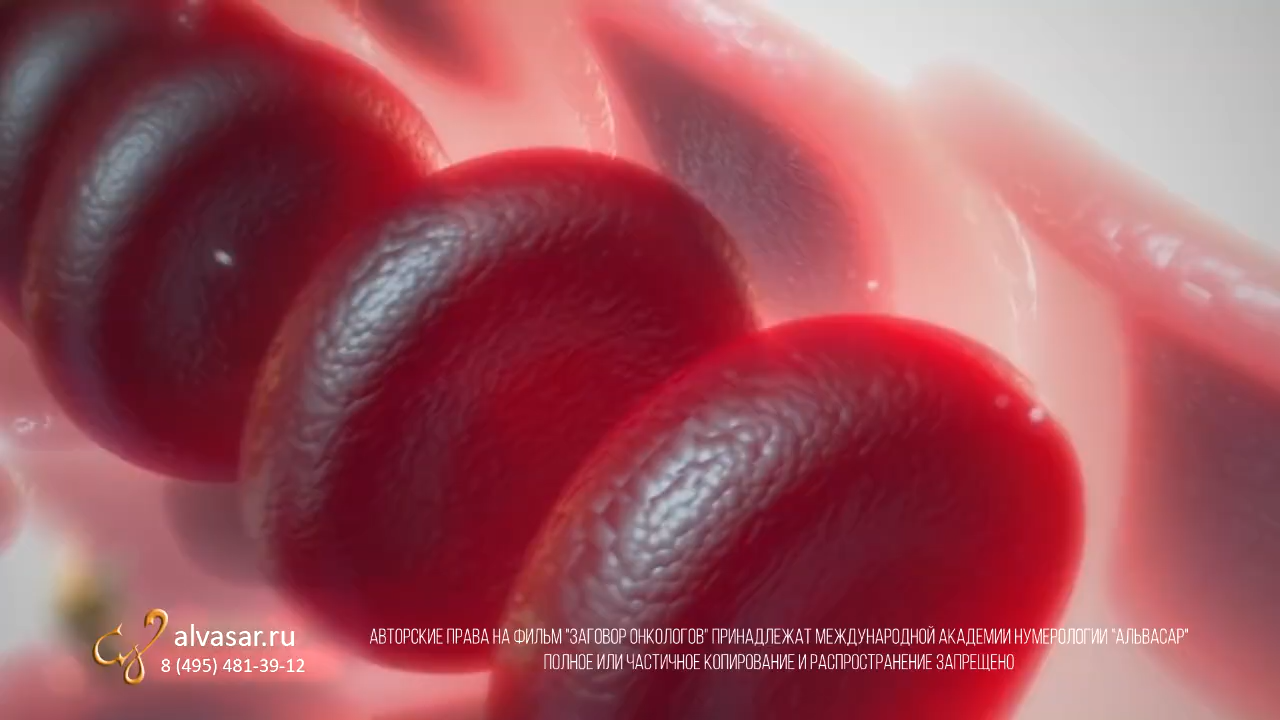 alvasar.ru
8 (495) 481-39-12
АВТОРСКИЕ ПРАВА НА ФИЛЬМ "ЗАГОВОР ОНКОЛОГОВ" ПРИНАДЛЕЖАТ МЕЖДУНАРОДНОЙ АКАДЕМИИ НУМЕРОЛОГИИ "АЛЬВАСАР"
ПОЛНОЕ ИЛИ ЧАСТИЧНОЕ КОПИРОВАНИЕ И РАСПРОСТРАНЕНИЕ ЗАПРЕЩЕНО